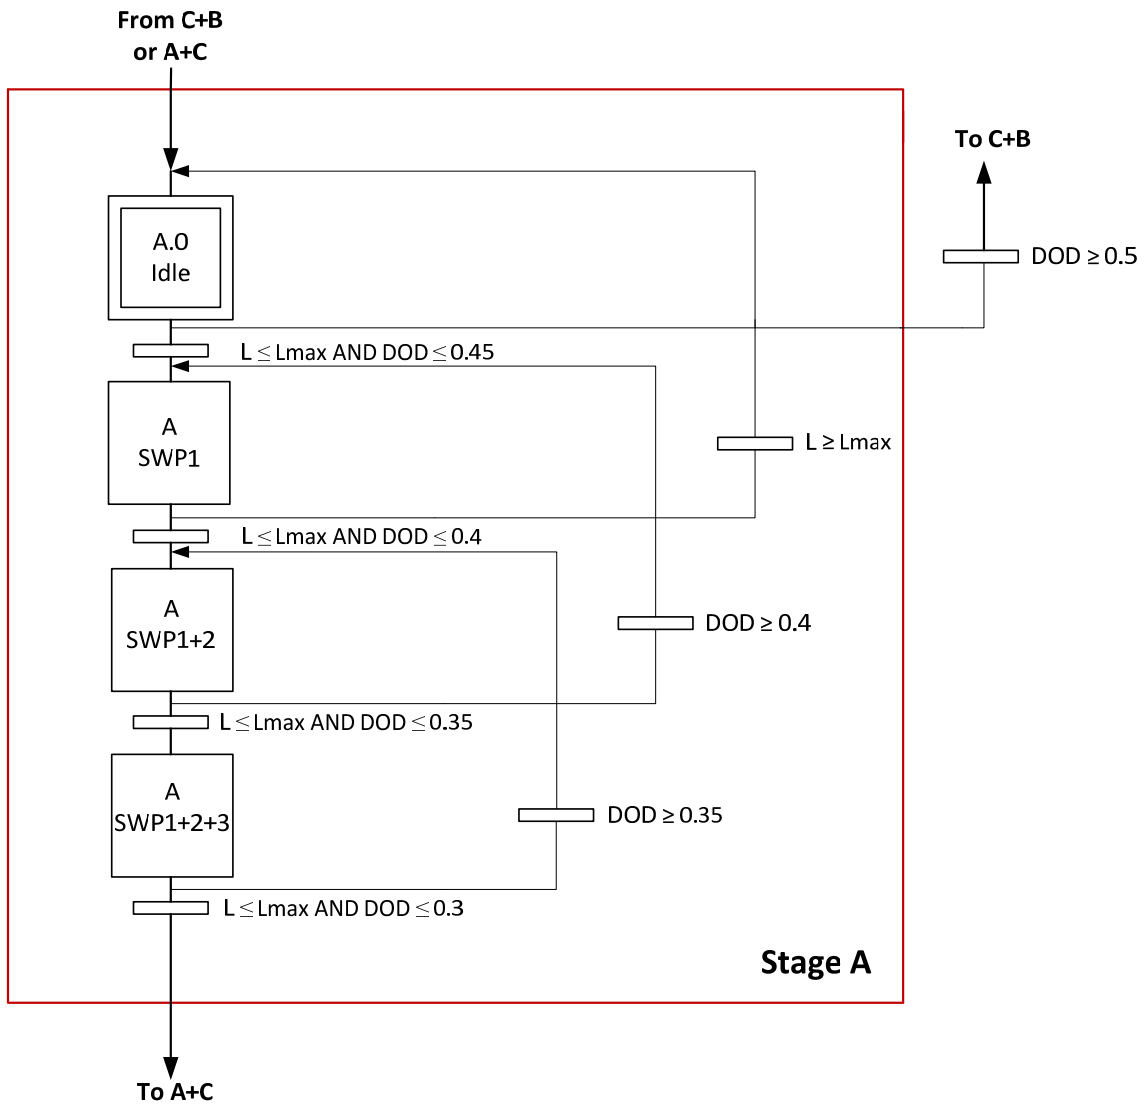 From C+B
or A+C
To C+B
A.0
Idle
DOD ≥ 0.5
L ≤ Lmax AND DOD ≤ 0.45
A
SWP1
L ≥ Lmax
L ≤ Lmax AND DOD ≤ 0.4
A
SWP1+2
DOD ≥ 0.4
L ≤ Lmax AND DOD ≤ 0.35
A
SWP1+2+3
DOD ≥ 0.35
L ≤ Lmax AND DOD ≤ 0.3
Stage A
To A+C